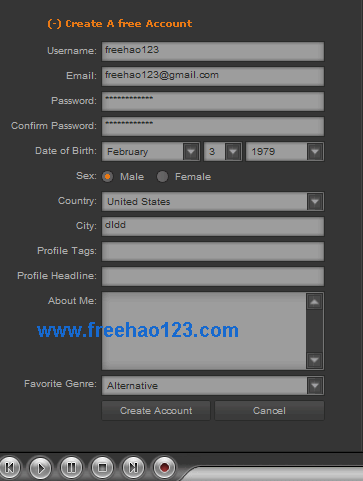 (-) Create A free Account
Username: freehao123
Email: freehao123@gmail.com
Password: ************
Confirm Password: ************
Date of Birth: February 3 1979
Sex: Male Female
Country: United States
City: dldd
Profile Tags:
Profile Headline:
About Me:
www.freehao123.com
Favorite Genre: Alternative
Create Account Cancel